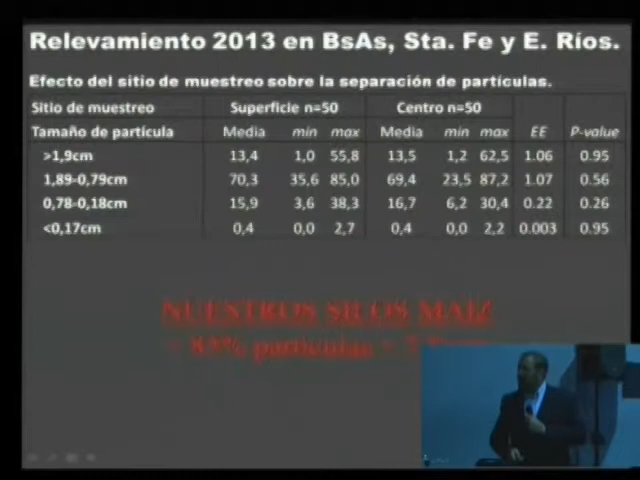 Relevamiento 2013 en BsAs, Sta. Fe y E. Ríos.
Efecto del sitio de muestreo sobre la separación de partículas.
Sitio de muestreo Superficie n=50 Centro n=50
Tamaño de partícula Media min max Media min max EE P-value
>1,9cm 13,4 1,0 55,8 13,5 1,2 62,5 1.06 0.95
1,89-0,79cm 70,3 35,6 85,0 69,4 23,5 87,2 1.07 0.56
0,78-0,18cm 15,9 3,6 38,3 16,7 6,2 30,4 0.22 0.26
<0,17cm 0,4 0,0 2,7 0,4 0,0 2,2 0.003 0.95
NUESTROS SILOS MAIZ
85% partículas